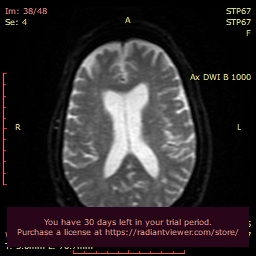 Im: 38/48
Se: 4
STP67
STP67
F
A
Ax DWI B 1000
R
L
You have 30 days left in your trial period.
Purchase a license at https://radiantviewer.com/store/